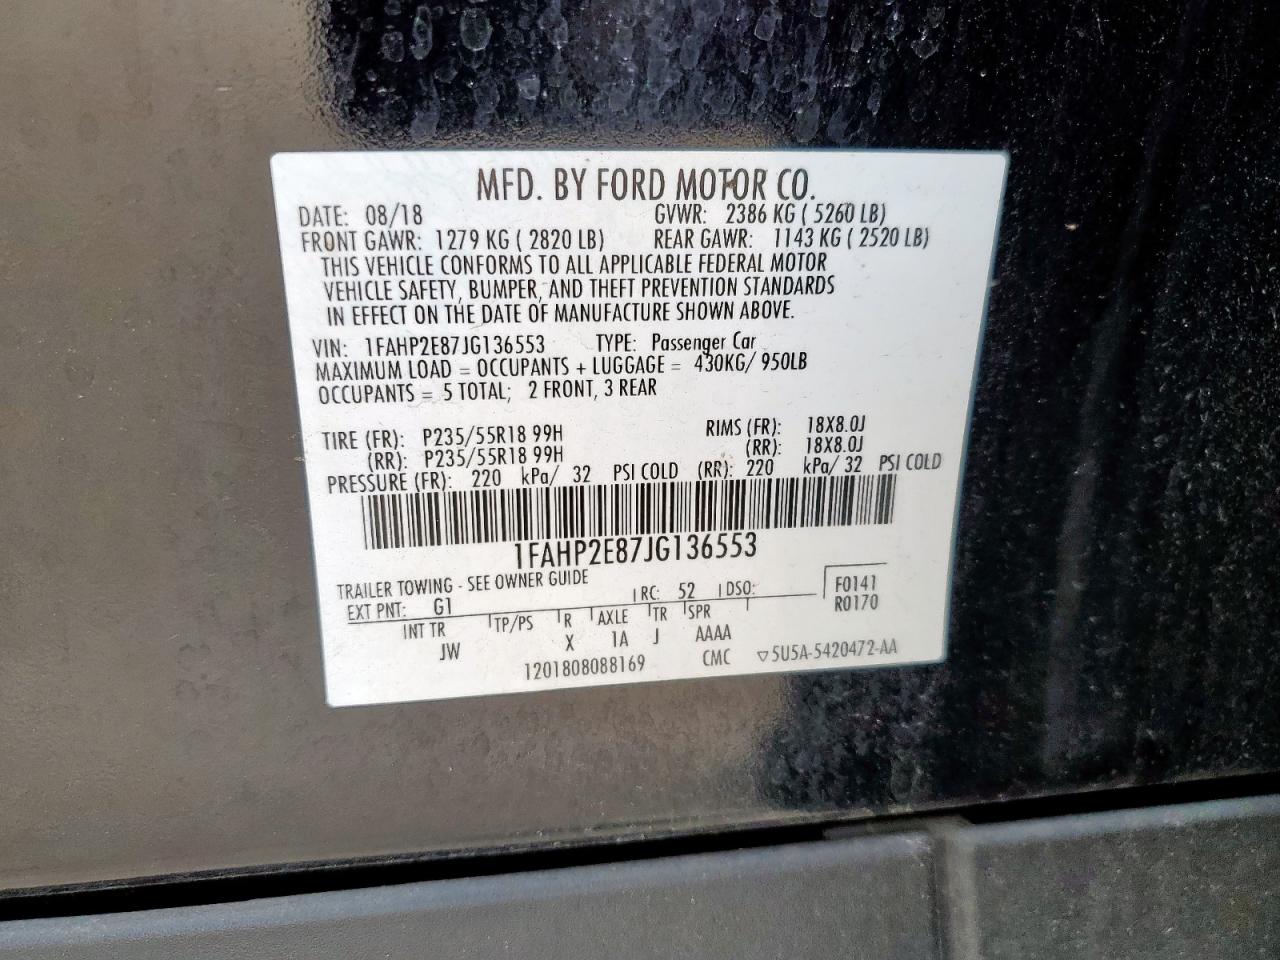 MFD. BY FORD MOTOR CO.
DATE: 08/18 GVWR: 2386 KG ( 5260 LB)
FRONT GAWR: 1279 KG ( 2820 LB) REAR GAWR: 1143 KG ( 2520 LB)
THIS VEHICLE CONFORMS TO ALL APPLICABLE FEDERAL MOTOR
VEHICLE SAFETY, BUMPER, AND THEFT PREVENTION STANDARDS
IN EFFECT ON THE DATE OF MANUFACTURE SHOWN ABOVE.
VIN: 1FAHP2E87JG136553 TYPE: Passenger Car
MAXIMUM LOAD = OCCUPANTS + LUGGAGE = 430KG/ 950LB
OCCUPANTS = 5 TOTAL; 2 FRONT, 3 REAR
TIRE (FR): P235/55R18 99H RIMS (FR): 18X8.0J
(RR): P235/55R18 99H (RR): 18X8.0J
PRESSURE (FR): 220 kPa/ 32 PSI COLD (RR): 220 kPa/ 32 PSI COLD
1FAHP2E87JG136553
TRAILER TOWING - SEE OWNER GUIDE
EXT PNT: G1 RC: 52 DSO: F0141
R0170
INT TR TP/PS R AXLE TR SPR
JW X 1A J AAAA
1201808088169 CMC ▽5U5A-5420472-AA